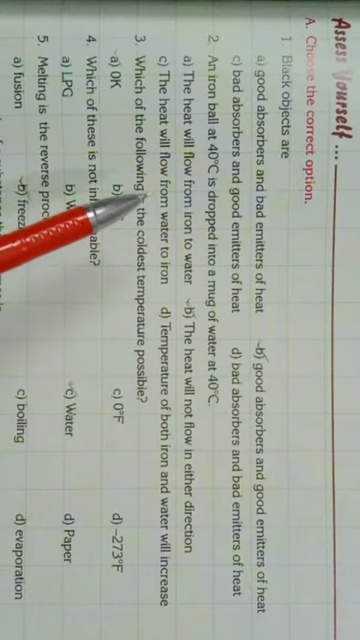 Assess Yourself ...
A. Choose the correct option.
1 Black objects are
a) good absorbers and bad emitters of heat b) good absorbers and good emitters of heat
c) bad absorbers and good emitters of heat d) bad absorbers and bad emitters of heat
2. An iron ball at 40°C is dropped into a mug of water at 40°C.
a) The heat will flow from iron to water b) The heat will not flow in either direction
c) The heat will flow from water to iron d) Temperature of both iron and water will increase
3. Which of the following the coldest temperature possible?
a) 0K b) c) 0°F d) –273°F
4. Which of these is not able?
a) LPG b) c) Water d) Paper
5. Melting is the reverse
a) fusion b) c) boiling d) evaporation